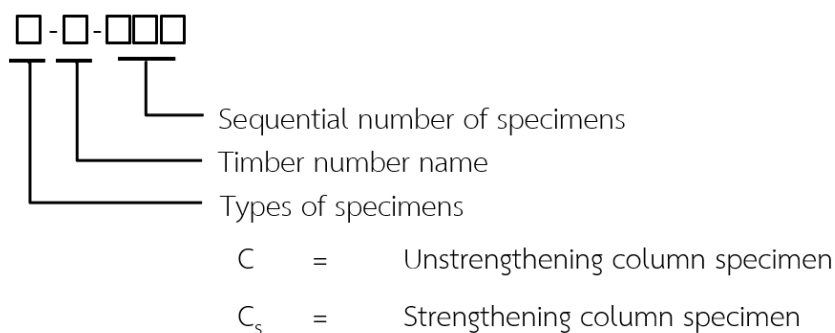 ☐-☐-☐☐☐
Sequential number of specimens
Timber number name
Types of specimens
C = Unstrengthening column specimen
Cs = Strengthening column specimen